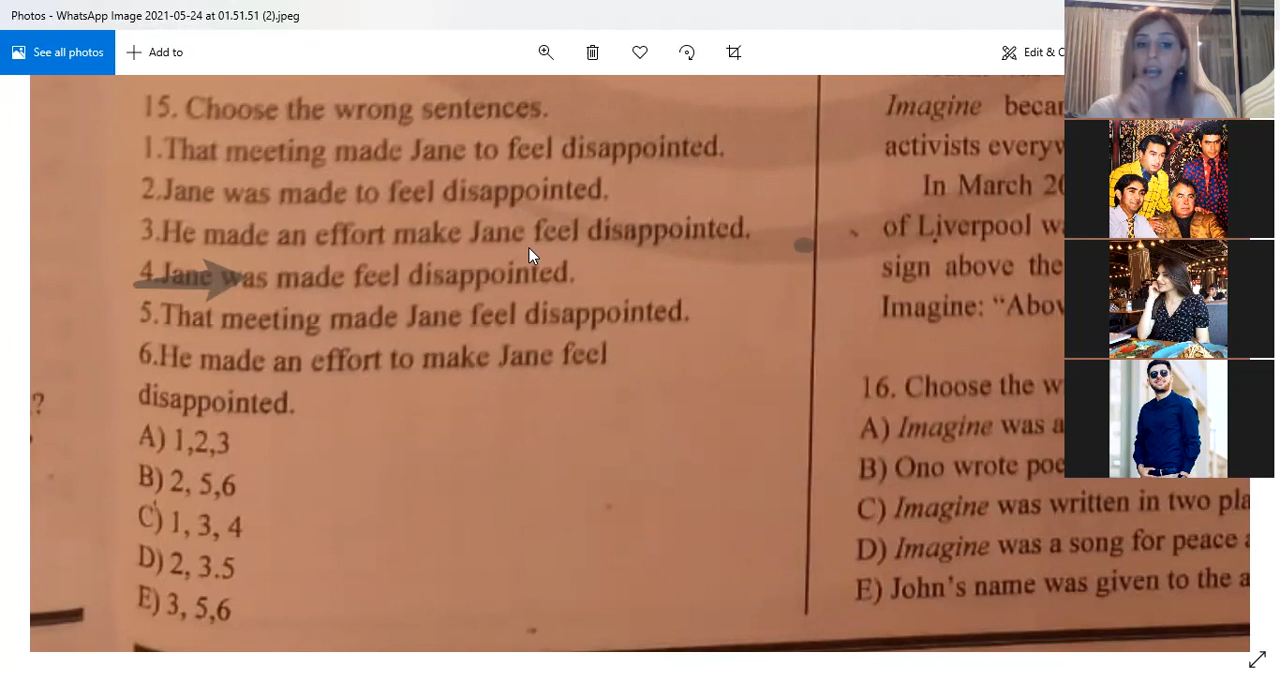 Photos - WhatsApp Image 2021-05-24 at 01.51.51 (2).jpeg
See all photos
Add to
Edit & C
15. Choose the wrong sentences.
1.That meeting made Jane to feel disappointed.
2.Jane was made to feel disappointed.
3.He made an effort make Jane feel disappointed.
4.Jane was made feel disappointed.
5.That meeting made Jane feel disappointed.
6.He made an effort to make Jane feel
disappointed.
A) 1,2,3
B) 2, 5,6
C) 1, 3, 4
D) 2, 3.5
E) 3, 5,6
?
Imagine becar
activists everyw
In March 20
of Liverpool wa
sign above the
Imagine: “Abov
16. Choose the w
A) Imagine was a
B) Ono wrote poe
C) Imagine was written in two pla
D) Imagine was a song for peace a
E) John's name was given to the a